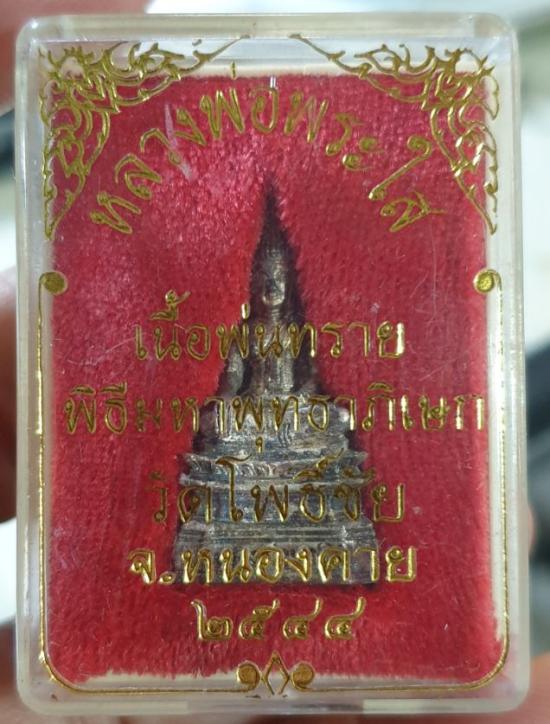 หลวงพ่อพระใส
เนื้อพ่นทราย
พิธีมหาพุทธาภิเษก
วัดโพธิ์ชัย
จ.หนองคาย
๒๕๔๔